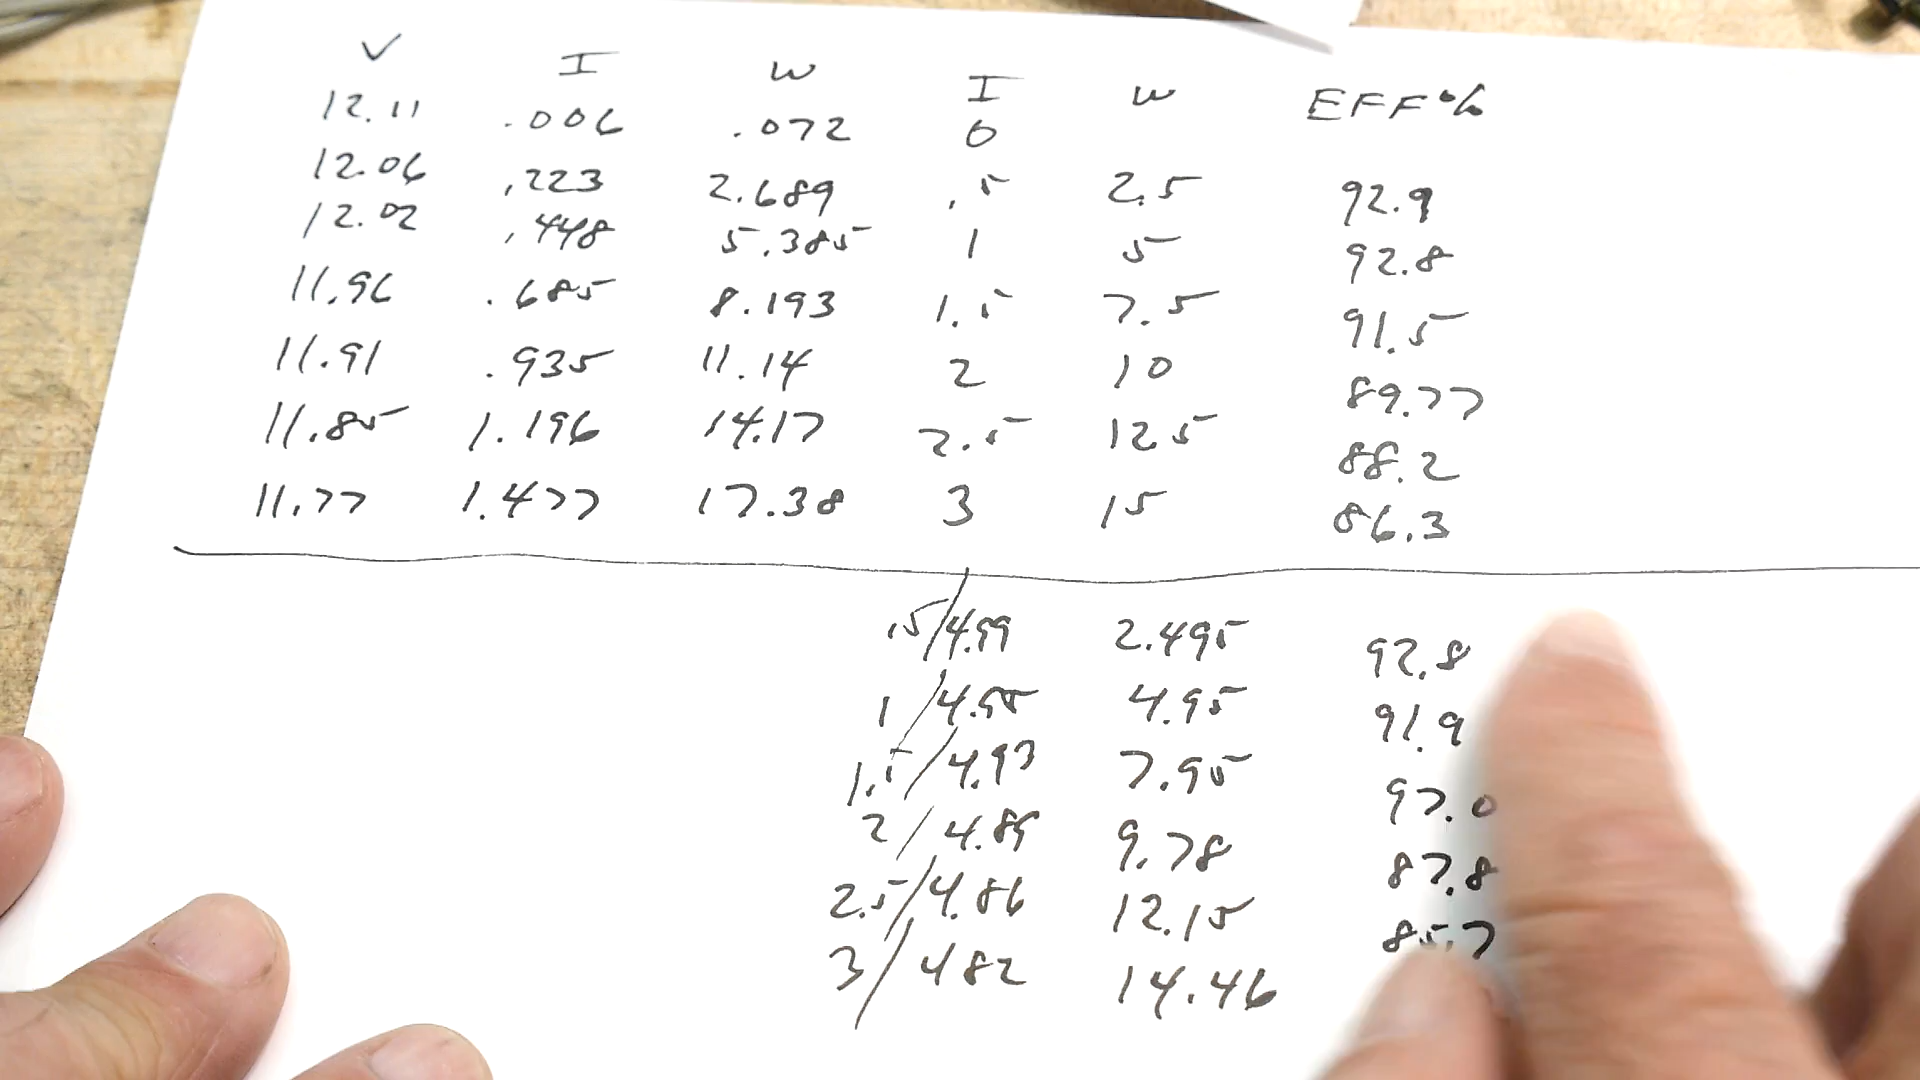 V I W I W EFF%
12.11 .006 .072 0
12.06 .223 2.689 .5 2.5 92.9
12.02 .448 5.385 1 5 92.8
11.96 .685 8.193 1.5 7.5 91.5
11.91 .935 11.14 2 10 89.77
11.85 1.196 14.17 2.5 12.5 88.2
11.77 1.477 17.38 3 15 86.3
.5/4.99 2.495 92.8
1/4.95 4.95 91.9
1.5/4.93 7.95 97.0
2/4.89 9.78 87.8
2.5/4.86 12.15 85.7
3/482 14.46